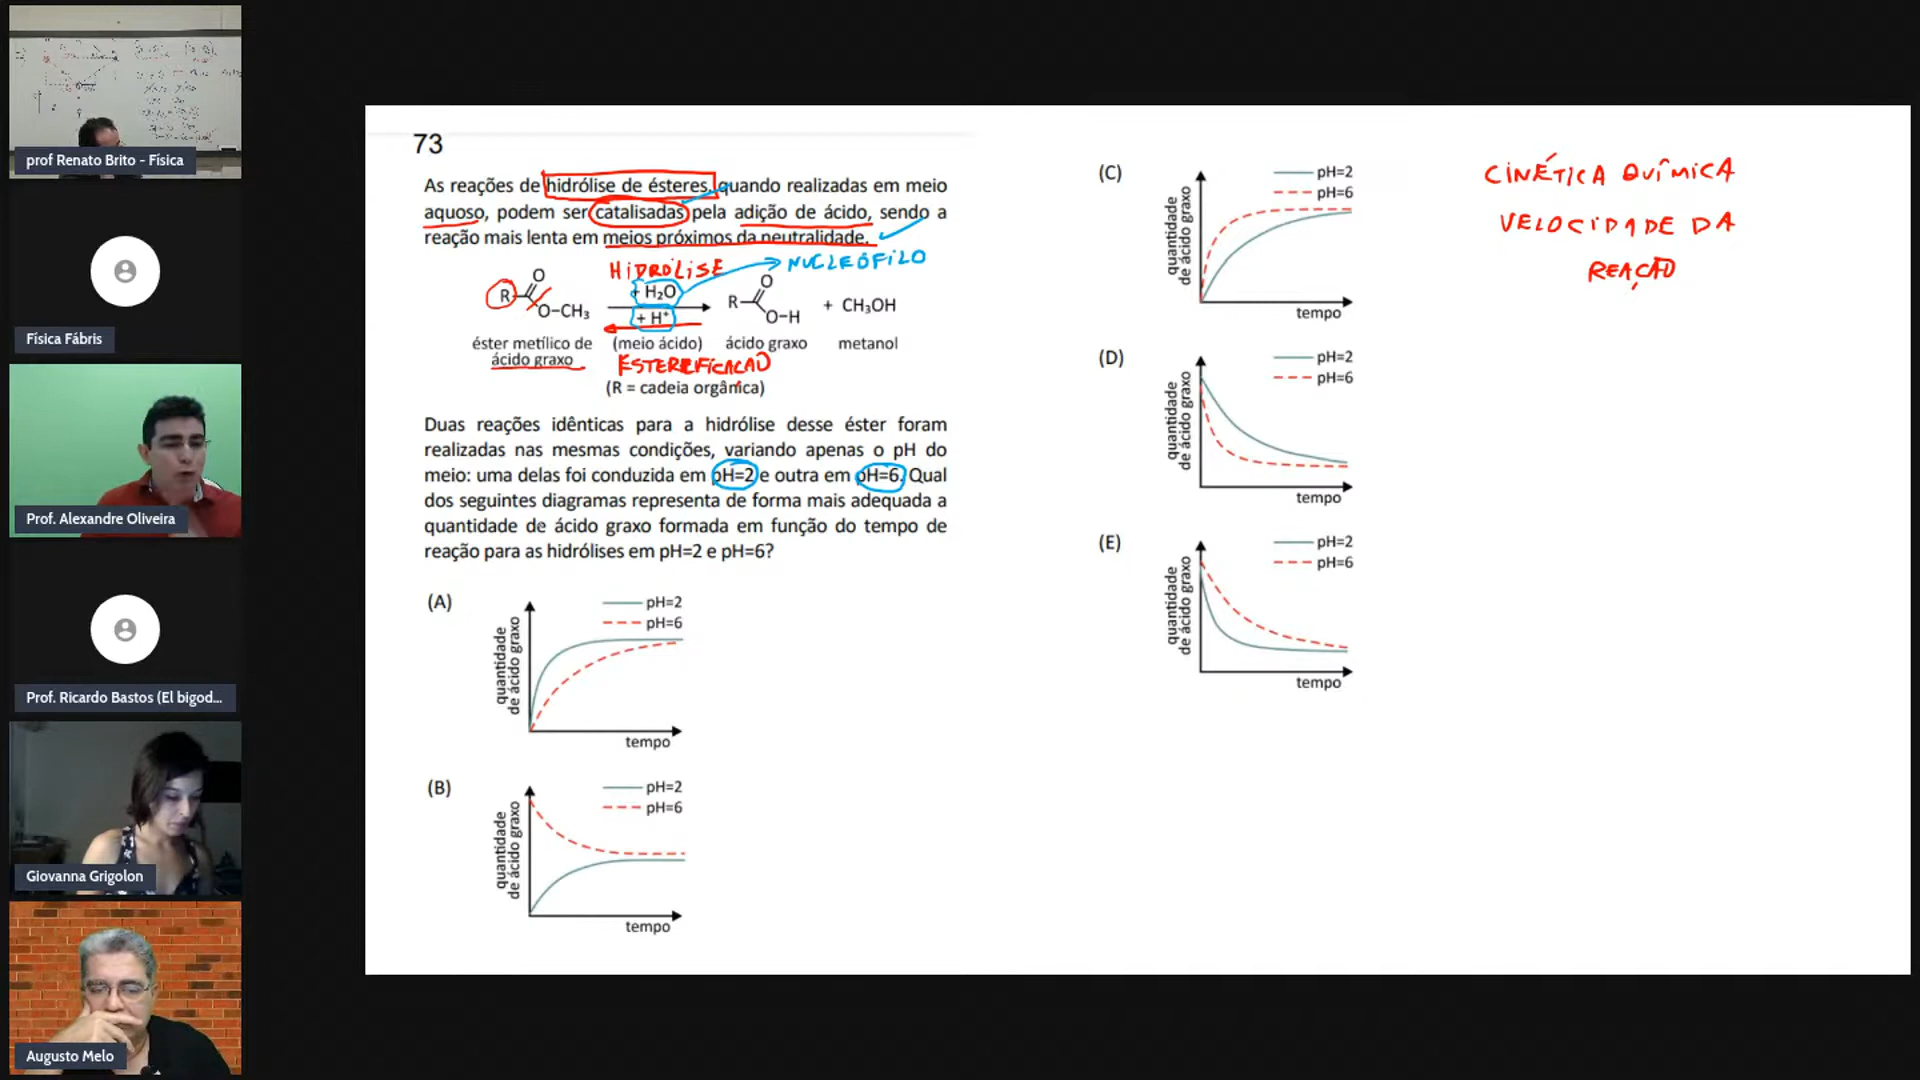 prof Renato Brito - Física
Física Fábris
Prof. Alexandre Oliveira
Prof. Ricardo Bastos (El bigod...
Giovanna Grigolon
Augusto Melo
73
As reações de hidrólise de ésteres, quando realizadas em meio
aquoso, podem ser catalisadas pela adição de ácido, sendo a
reação mais lenta em meios próximos da neutralidade.
HIDRÓLISE
NUCLEÓFILO
R
O
O–CH₃
+ H₂O
+ H⁺
R
O
O–H
+ CH₃OH
éster metílico de
ácido graxo
(meio ácido)
ácido graxo
metanol
ESTERIFICAÇÃO
(R = cadeia orgânica)
Duas reações idênticas para a hidrólise desse éster foram
realizadas nas mesmas condições, variando apenas o pH do
meio: uma delas foi conduzida em pH=2 e outra em pH=6. Qual
dos seguintes diagramas representa de forma mais adequada a
quantidade de ácido graxo formada em função do tempo de
reação para as hidrólises em pH=2 e pH=6?
(A)
pH=2
pH=6
quantidade
de ácido graxo
tempo
(B)
pH=2
pH=6
quantidade
de ácido graxo
tempo
(C)
pH=2
pH=6
quantidade
de ácido graxo
tempo
(D)
pH=2
pH=6
quantidade
de ácido graxo
tempo
(E)
pH=2
pH=6
quantidade
de ácido graxo
tempo
CINÉTICA QUÍMICA
VELOCIDADE DA
REAÇÃO